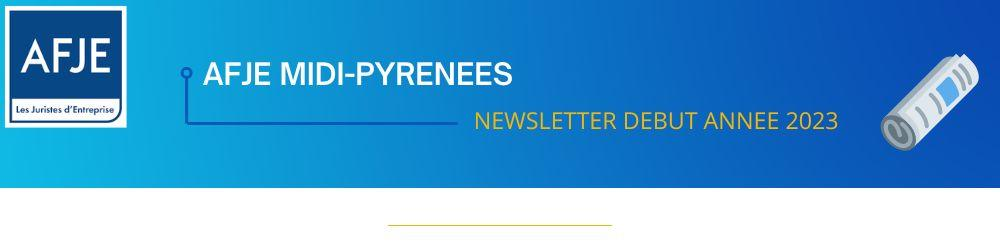 AFJE
Les Juristes d'Entreprise
AFJE MIDI-PYRENEES
NEWSLETTER DEBUT ANNEE 2023